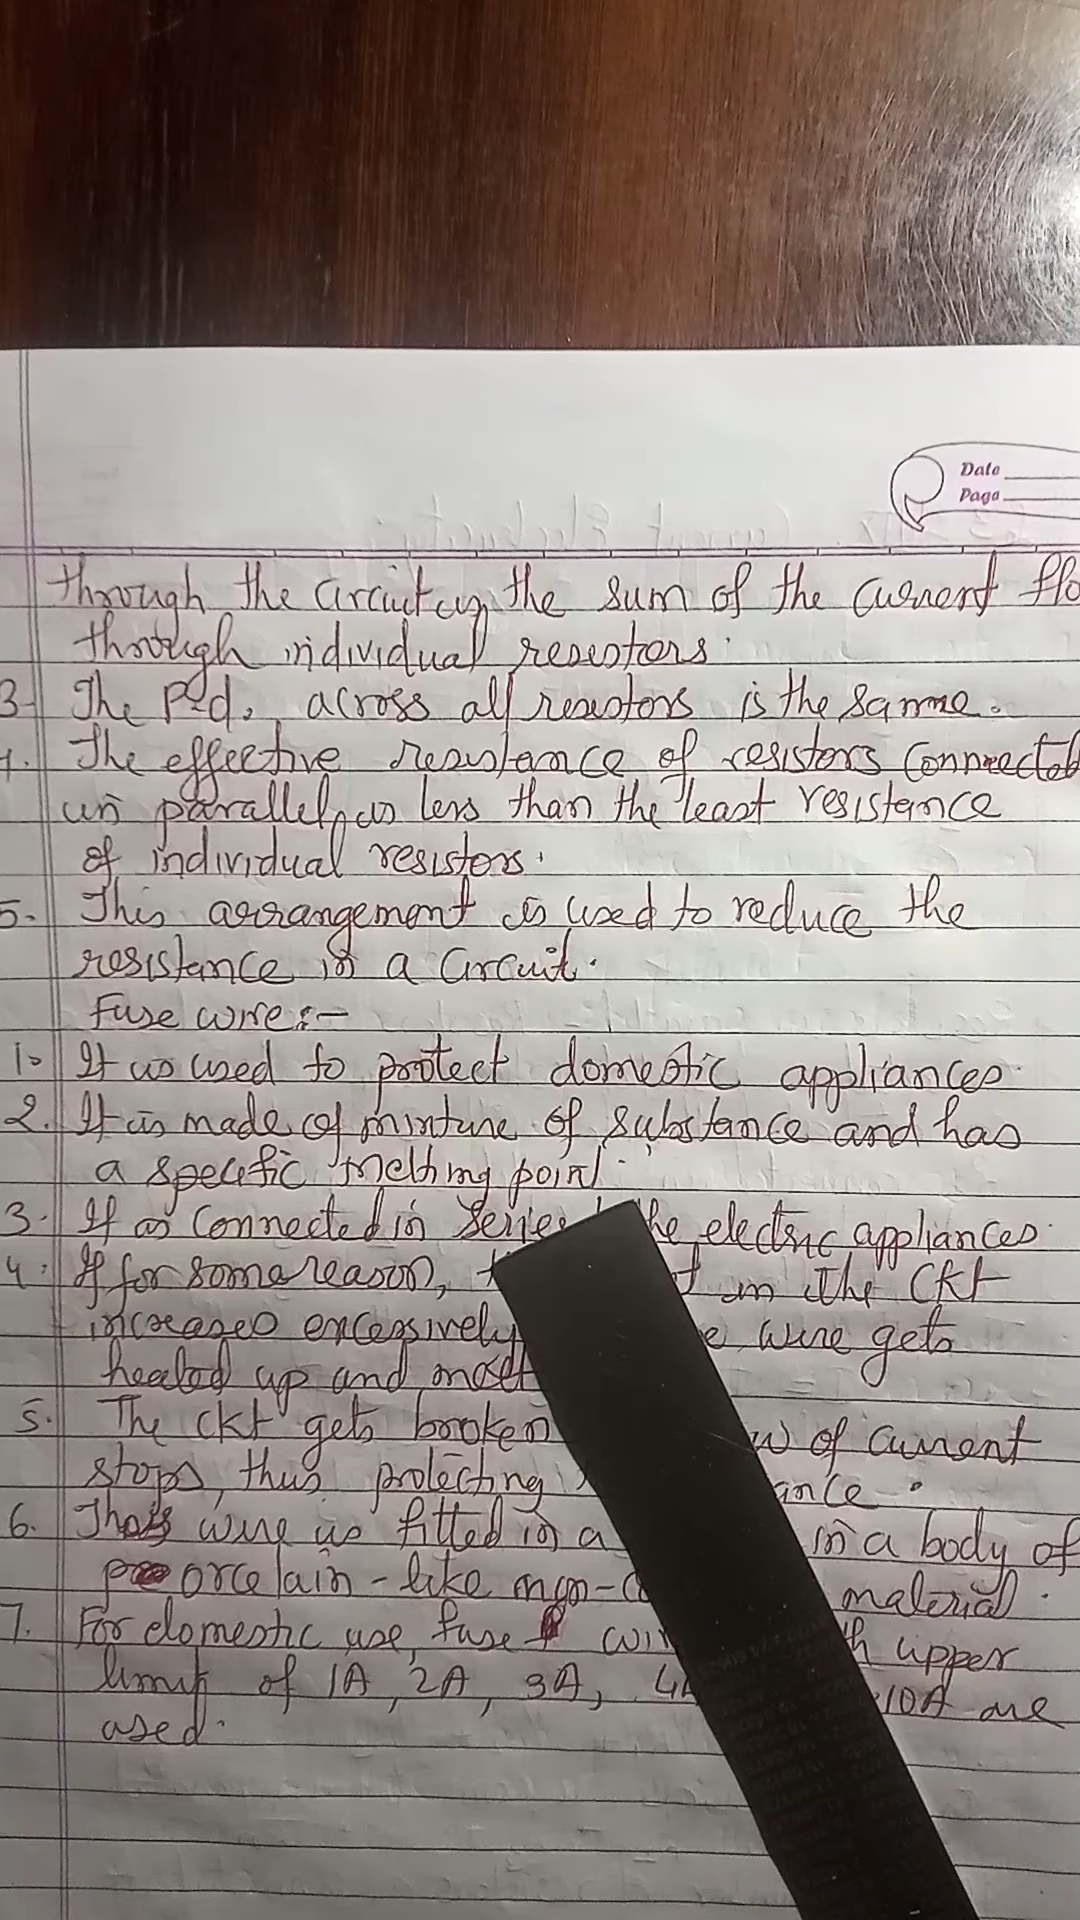 Date
Page
through the circuit is the sum of the current flo
through individual resistors.
3. The P.d. across all resistors is the same.
4. The effective resistance of resistors connected
in parallel is less than the least resistance
of individual resistors.
5. This arrangement is used to reduce the
resistance in a circuit.
Fuse wire :-
1. It is used to protect domestic appliances.
2. It is made of mixture of substance and has
a specific melting point.
3. It is connected in series the electric appliances.
4. If for some reason, in the CKt
increases excessively wire gets
heated up and melt
5. The ckt gets broken of current
stops, thus protecting
6. This wire is fitted in a in a body of
porcelain-like non- material.
7. For domestic use, fuse upper
limit of 1A, 2A, 3A, 10A are
used.